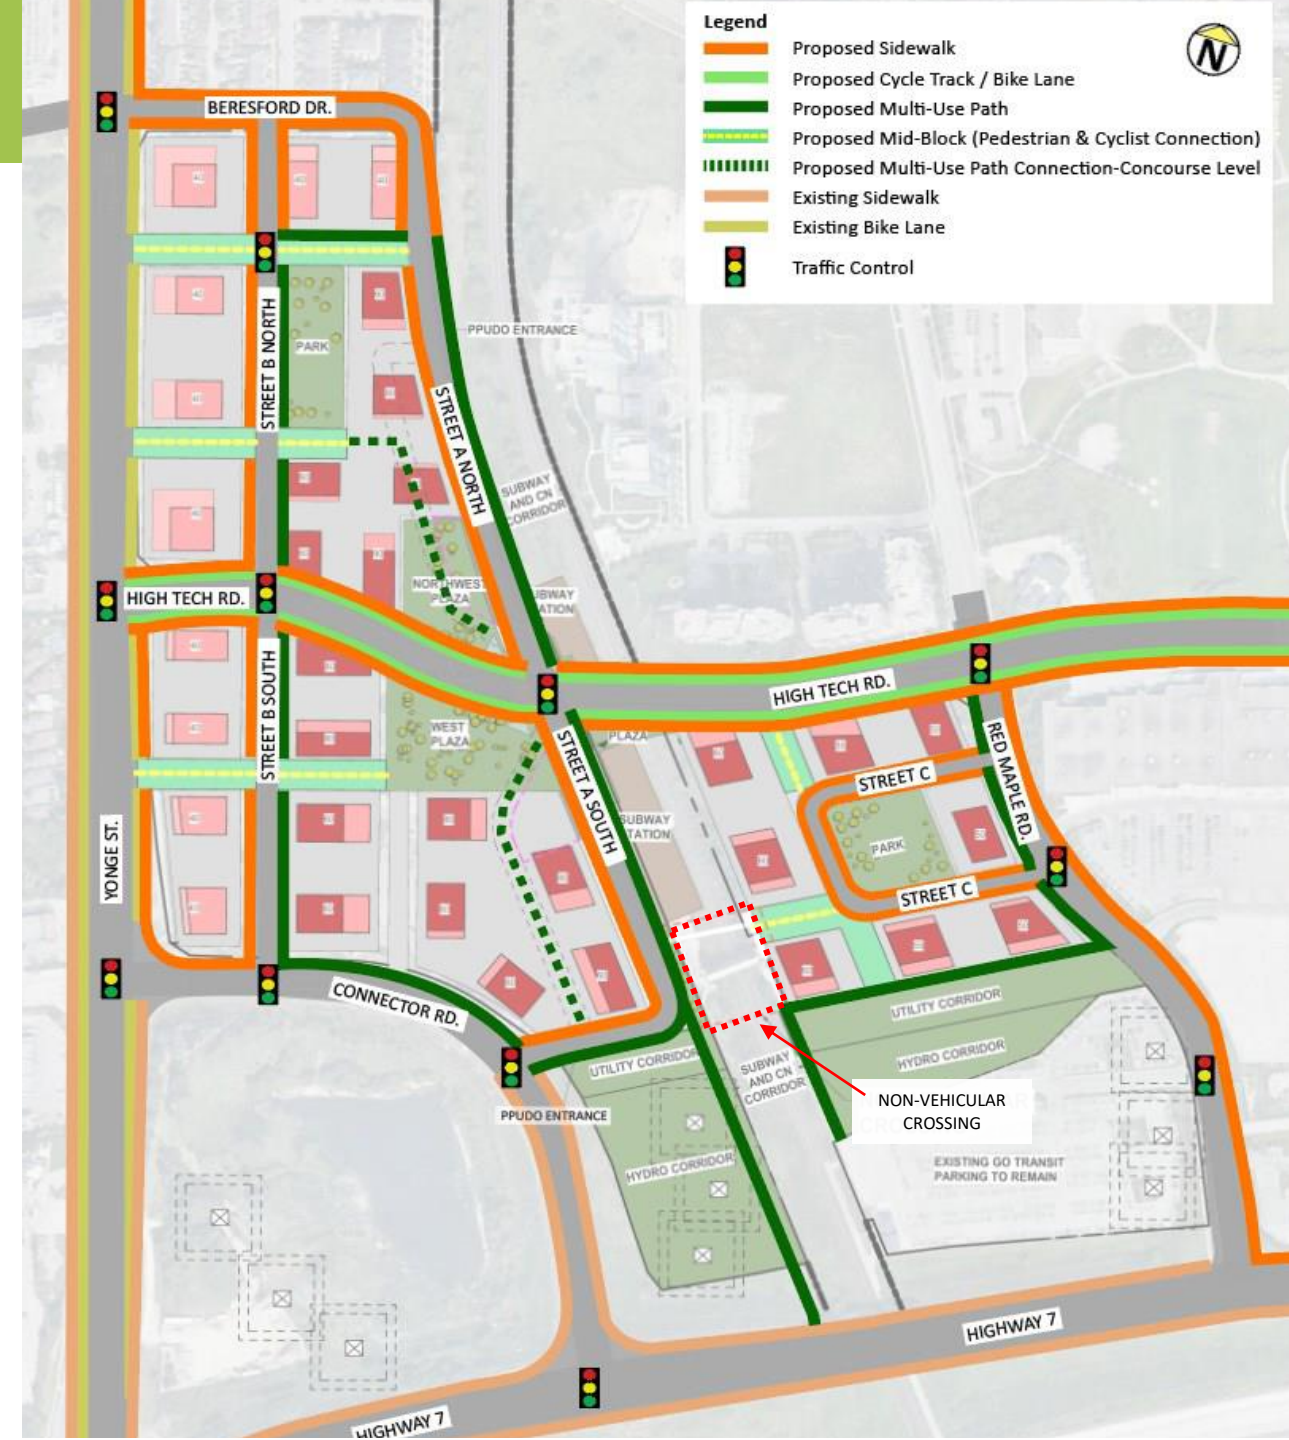 Legend
Proposed Sidewalk
Proposed Cycle Track / Bike Lane
Proposed Multi-Use Path
Proposed Mid-Block (Pedestrian & Cyclist Connection)
Proposed Multi-Use Path Connection-Concourse Level
Existing Sidewalk
Existing Bike Lane
Traffic Control
N
BERESFORD DR.
PPUDO ENTRANCE
STREET B NORTH
PARK
STREET A NORTH
SUBWAY
AND CN
CORRIDOR
NORTHWEST
PLAZA
HIGH TECH RD.
HIGH TECH RD.
WEST
PLAZA
PLAZA
STREET B SOUTH
STREET A SOUTH
SUBWAY
STREET C
RED MAPLE RD.
PARK
STREET C
YONGE ST.
CONNECTOR RD.
UTILITY CORRIDOR
HYDRO CORRIDOR
UTILITY CORRIDOR
SUBWAY
AND CN
CORRIDOR
NON-VEHICULAR
CROSSING
PPUDO ENTRANCE
HYDRO CORRIDOR
EXISTING GO TRANSIT
PARKING TO REMAIN
HIGHWAY 7
HIGHWAY 7